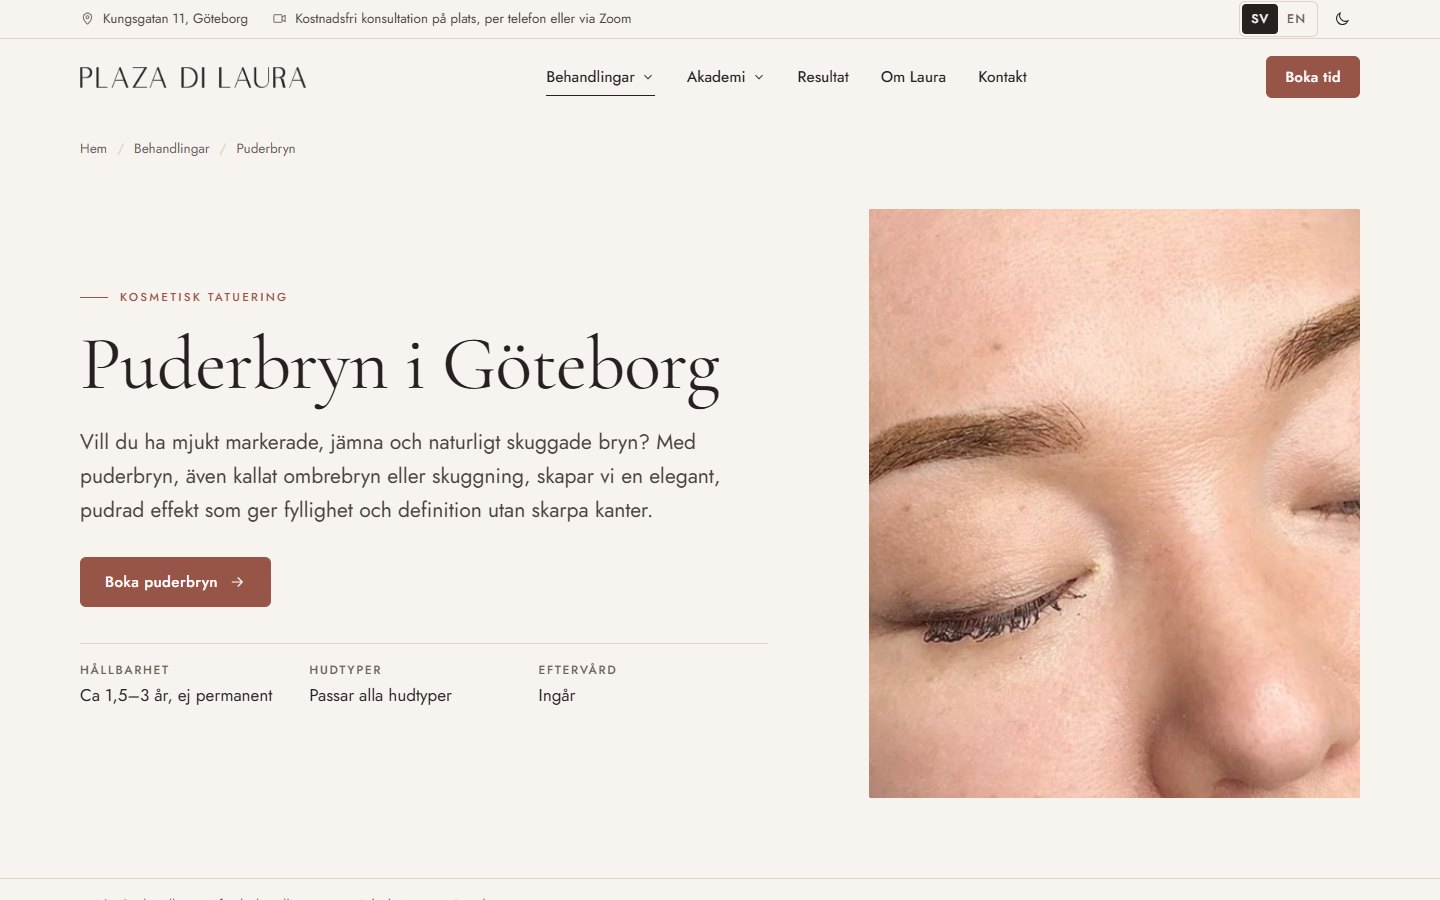 Kungsgatan 11, Göteborg
Kostnadsfri konsultation på plats, per telefon eller via Zoom
SV
EN
PLAZA DI LAURA
Behandlingar
Akademi
Resultat
Om Laura
Kontakt
Boka tid
Hem / Behandlingar / Puderbryn
KOSMETISK TATUERING
Puderbryn i Göteborg
Vill du ha mjukt markerade, jämna och naturligt skuggade bryn? Med
puderbryn, även kallat ombrebryn eller skuggning, skapar vi en elegant,
pudrad effekt som ger fyllighet och definition utan skarpa kanter.
Boka puderbryn
HÅLLBARHET
Ca 1,5–3 år, ej permanent
HUDTYPER
Passar alla hudtyper
EFTERVÅRD
Ingår